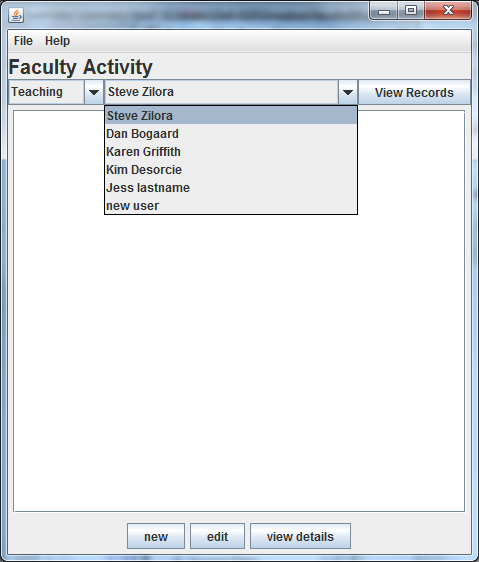 File Help
Faculty Activity
Teaching Steve Zilora View Records
Steve Zilora
Dan Bogaard
Karen Griffith
Kim Desorcie
Jess lastname
new user
new edit view details